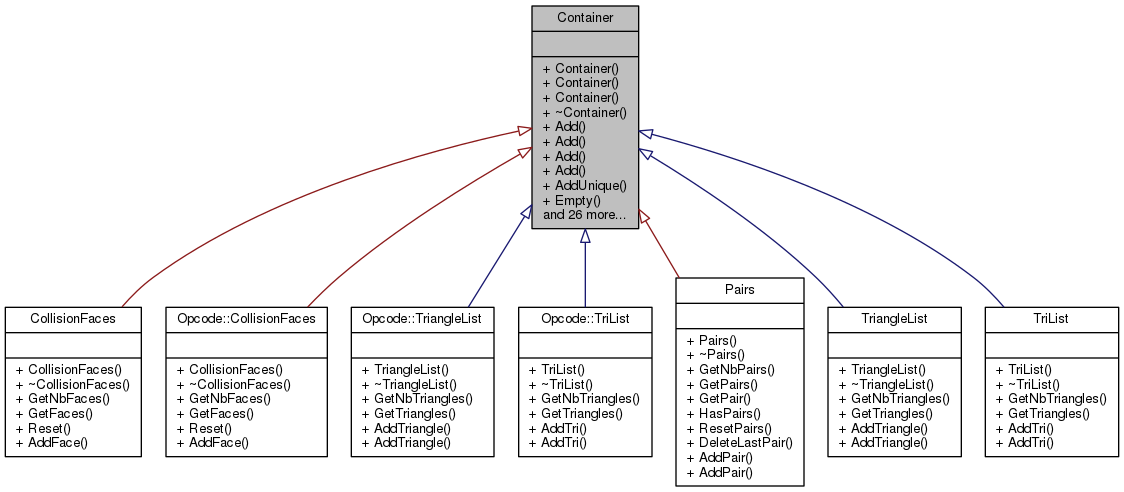 Container
+ Container()
+ Container()
+ Container()
+ ~Container()
+ Add()
+ Add()
+ Add()
+ Add()
+ AddUnique()
+ Empty()
and 26 more...
CollisionFaces
+ CollisionFaces()
+ ~CollisionFaces()
+ GetNbFaces()
+ GetFaces()
+ Reset()
+ AddFace()
Opcode::CollisionFaces
+ CollisionFaces()
+ ~CollisionFaces()
+ GetNbFaces()
+ GetFaces()
+ Reset()
+ AddFace()
Opcode::TriangleList
+ TriangleList()
+ ~TriangleList()
+ GetNbTriangles()
+ GetTriangles()
+ AddTriangle()
+ AddTriangle()
Opcode::TriList
+ TriList()
+ ~TriList()
+ GetNbTriangles()
+ GetTriangles()
+ AddTri()
+ AddTri()
Pairs
+ Pairs()
+ ~Pairs()
+ GetNbPairs()
+ GetPairs()
+ GetPair()
+ HasPairs()
+ ResetPairs()
+ DeleteLastPair()
+ AddPair()
+ AddPair()
TriangleList
+ TriangleList()
+ ~TriangleList()
+ GetNbTriangles()
+ GetTriangles()
+ AddTriangle()
+ AddTriangle()
TriList
+ TriList()
+ ~TriList()
+ GetNbTriangles()
+ GetTriangles()
+ AddTri()
+ AddTri()